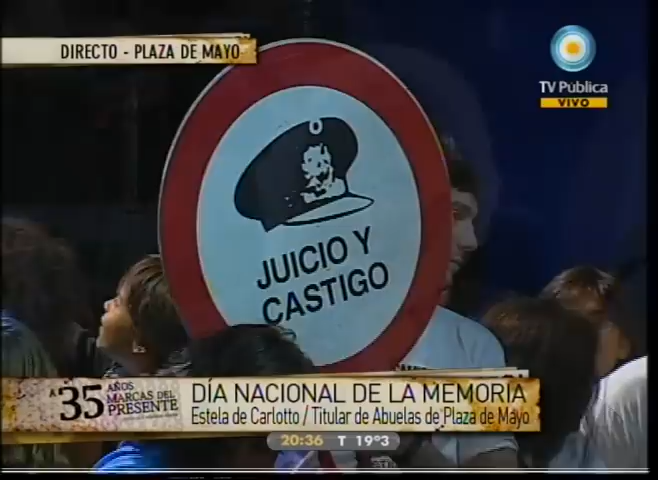 DIRECTO - PLAZA DE MAYO
TV Pública
VIVO
JUICIO Y
CASTIGO
A 35 AÑOS
MARCAS DEL
PRESENTE
DÍA NACIONAL DE LA MEMORIA
Estela de Carlotto / Titular de Abuelas de Plaza de Mayo
20:36 T 19°3